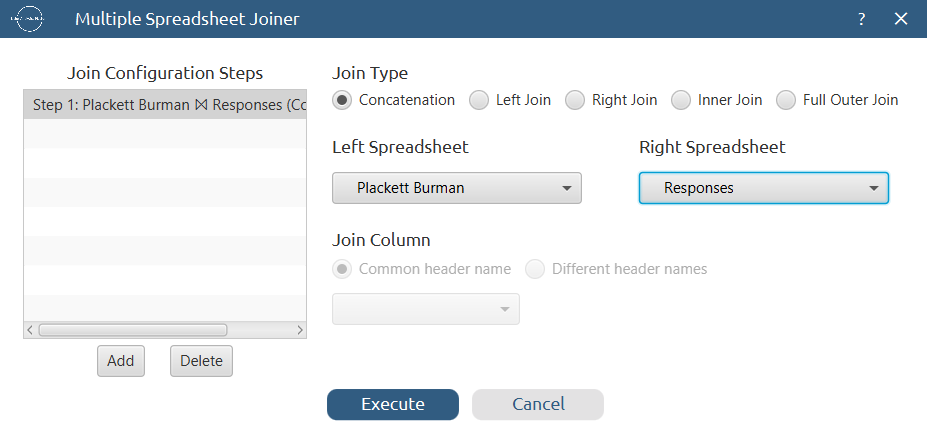 Multiple Spreadsheet Joiner
?
Join Configuration Steps
Step 1: Plackett Burman ⋈ Responses (Co
Add
Delete
Join Type
Concatenation
Left Join
Right Join
Inner Join
Full Outer Join
Left Spreadsheet
Right Spreadsheet
Plackett Burman
Responses
Join Column
Common header name
Different header names
Execute
Cancel